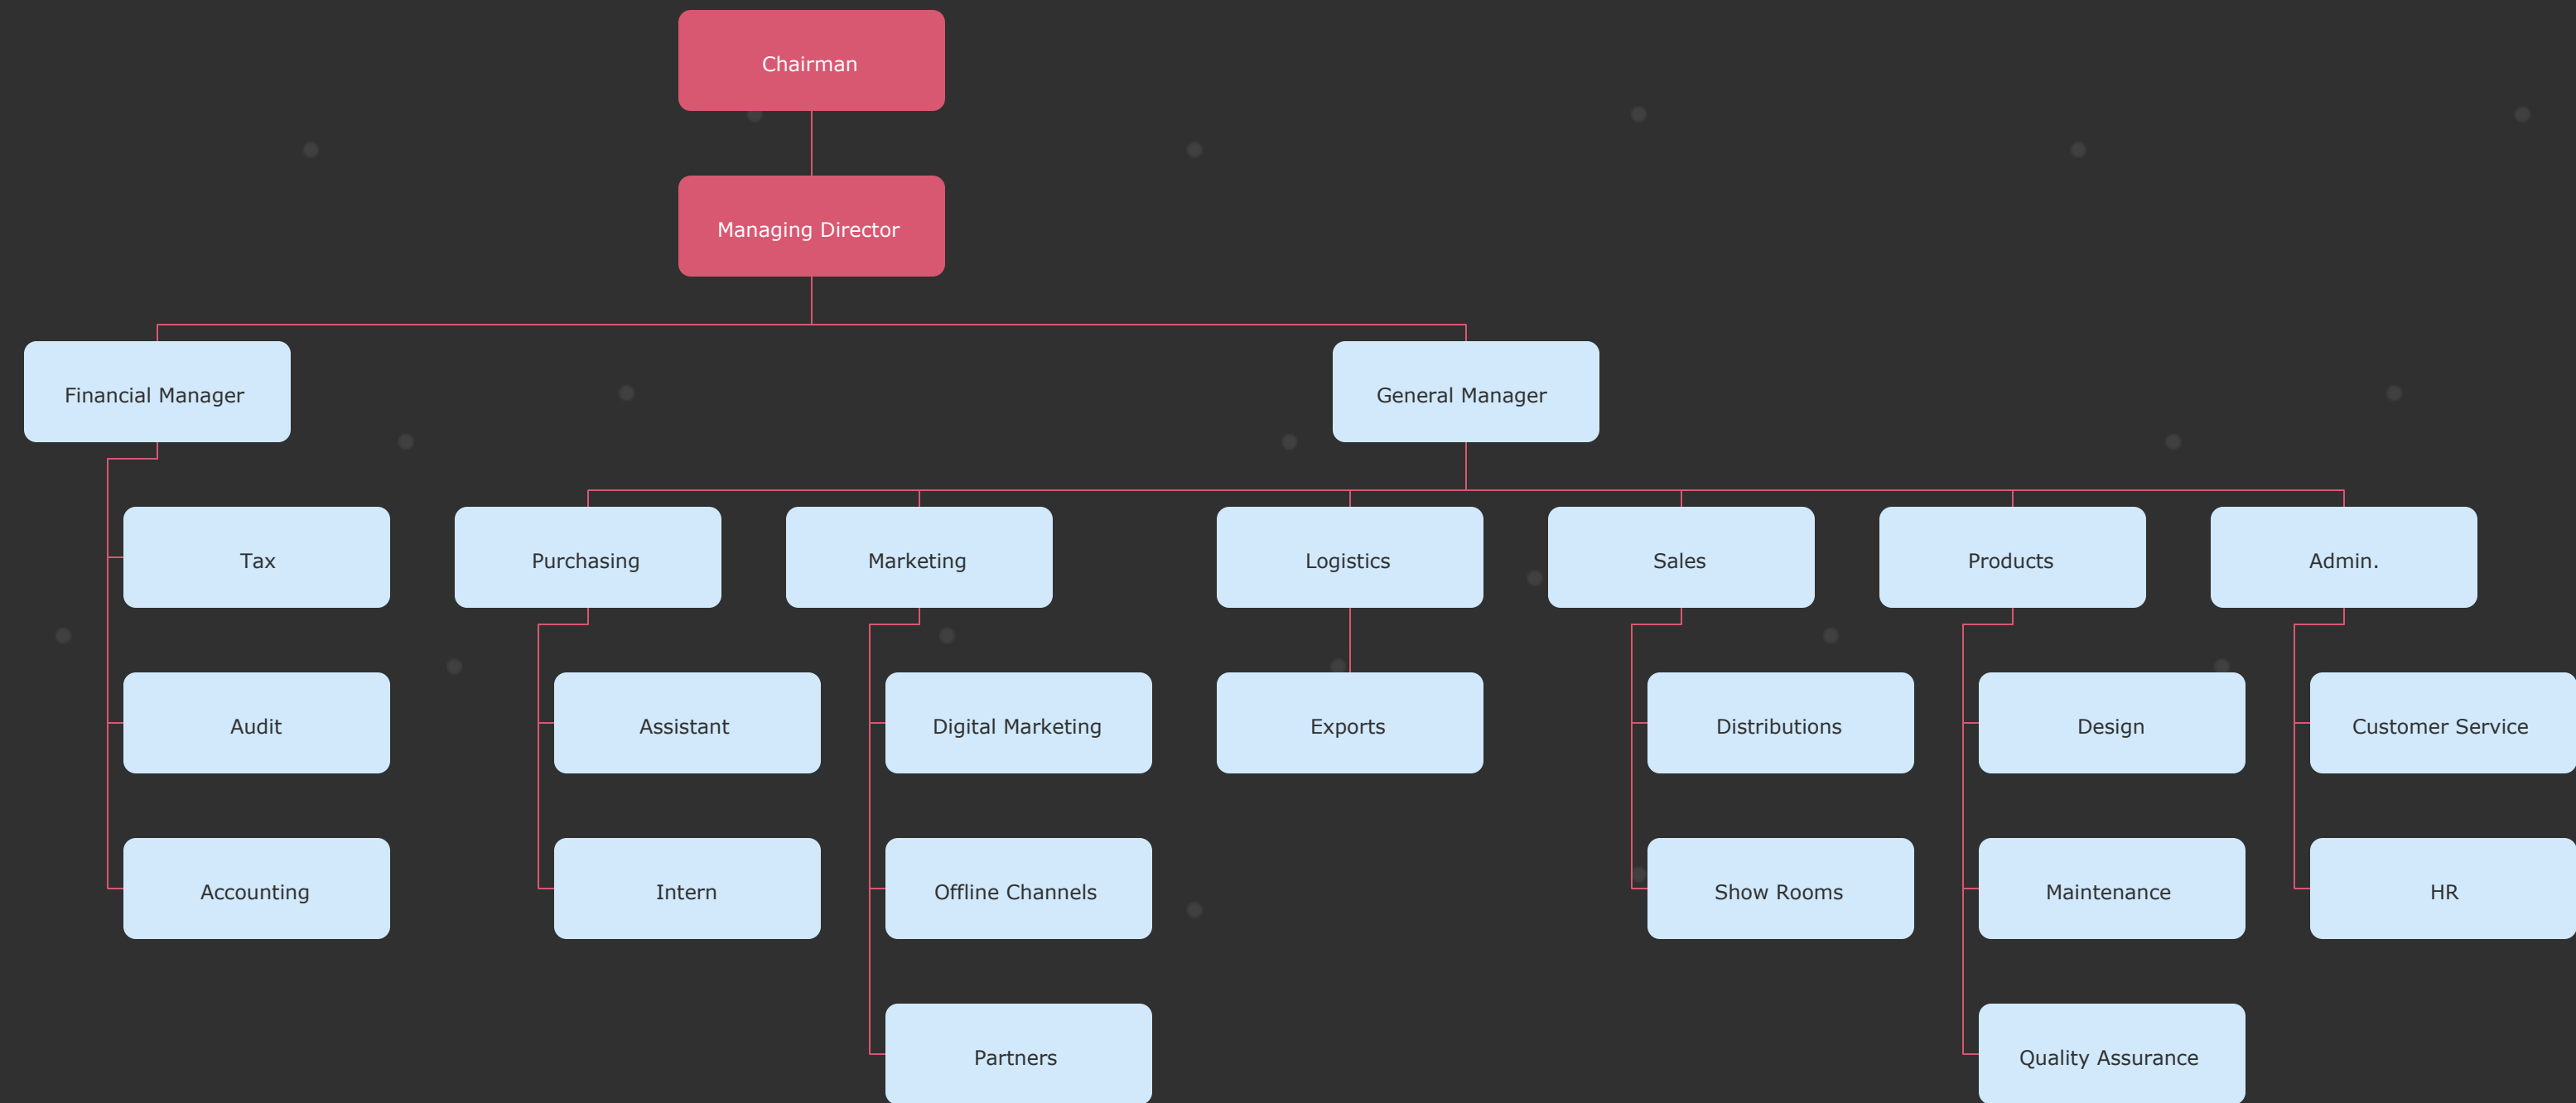 Chairman
Managing Director
Financial Manager
General Manager
Tax
Purchasing
Marketing
Logistics
Sales
Products
Admin.
Audit
Assistant
Digital Marketing
Exports
Distributions
Design
Customer Service
Accounting
Intern
Offline Channels
Show Rooms
Maintenance
HR
Partners
Quality Assurance